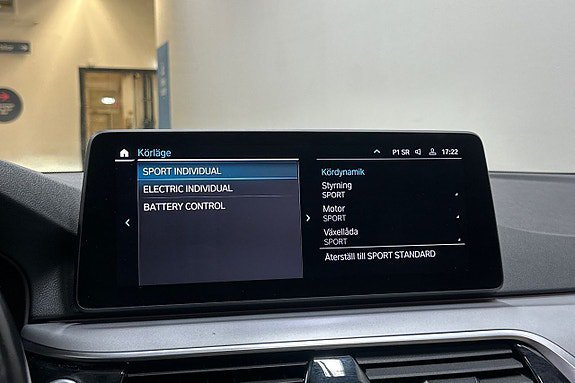 Körläge
P1 SR
17:22
SPORT INDIVIDUAL
ELECTRIC INDIVIDUAL
BATTERY CONTROL
Kördynamik
Styrning
SPORT
Motor
SPORT
Växellåda
SPORT
Återställ till SPORT STANDARD